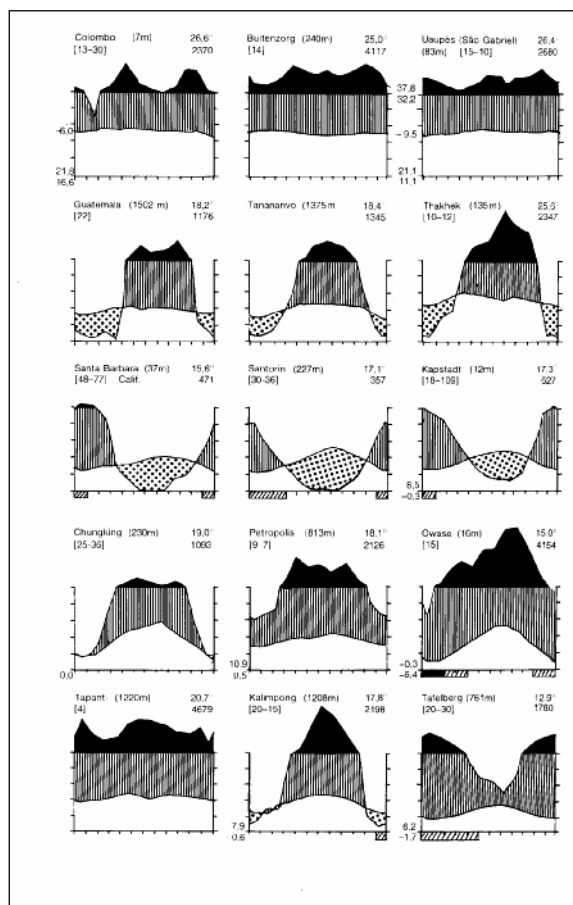 Colombo (7m) 26,6°
[13-30] 2370
-6,0
21,8
16,6
Buitenzorg (240m) 25,0°
[14] 4117
37,8
32,2
-9,5
21,1
11,1
Uaupés (São Gabriel) 26,4
(83m) [15-10] 2680
Guatemala (1502 m) 18,2°
[22] 1176
Tananarivo (1375m 18,4
1345
Thakhek (135m) 25,6°
[10-12] 2347
Santa Barbara (37m) 15,6°
[48-77] Calif. 471
Santorin (227m) 17,1°
[30-36] 357
Kapstadt (12m) 17,3
[18-109] 627
6,5
-0,3
Chungking (230m) 19,0°
[25-36] 1093
0,0
Petropolis (813m) 18,1°
[9 7] 2126
10,9
0,5
Owase (16m) 15,0°
[15] 4154
-0,3
-6,4
Tapanti (1220m) 20,7°
[4] 4679
Kalimpong (1208m) 17,8°
[20-15] 2198
7,9
-0,6
Tafelberg (761m) 12,9°
[20-30] 1780
6,2
-1,7